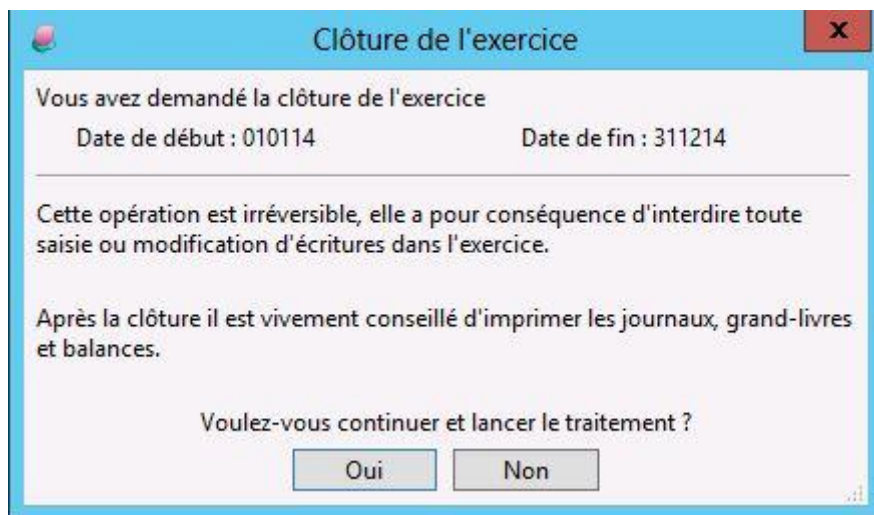 Clôture de l'exercice
x
Vous avez demandé la clôture de l'exercice
Date de début : 010114 Date de fin : 311214
Cette opération est irréversible, elle a pour conséquence d'interdire toute
saisie ou modification d'écritures dans l'exercice.
Après la clôture il est vivement conseillé d'imprimer les journaux, grand-livres
et balances.
Voulez-vous continuer et lancer le traitement ?
Oui Non